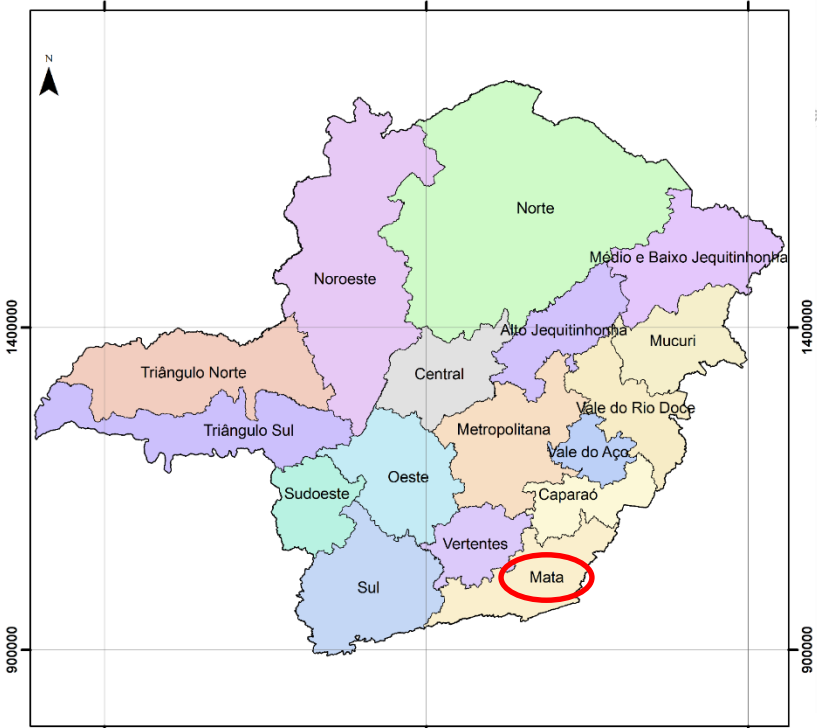 N
Norte
Médio e Baixo Jequitinhonha
Noroeste
1400000
1400000
Alto Jequitinhonha
Mucuri
Triângulo Norte
Central
Vale do Rio Doce
Triângulo Sul
Metropolitana
Vale do Aço
Oeste
Sudoeste
Caparaó
Vertentes
Mata
Sul
900000
900000